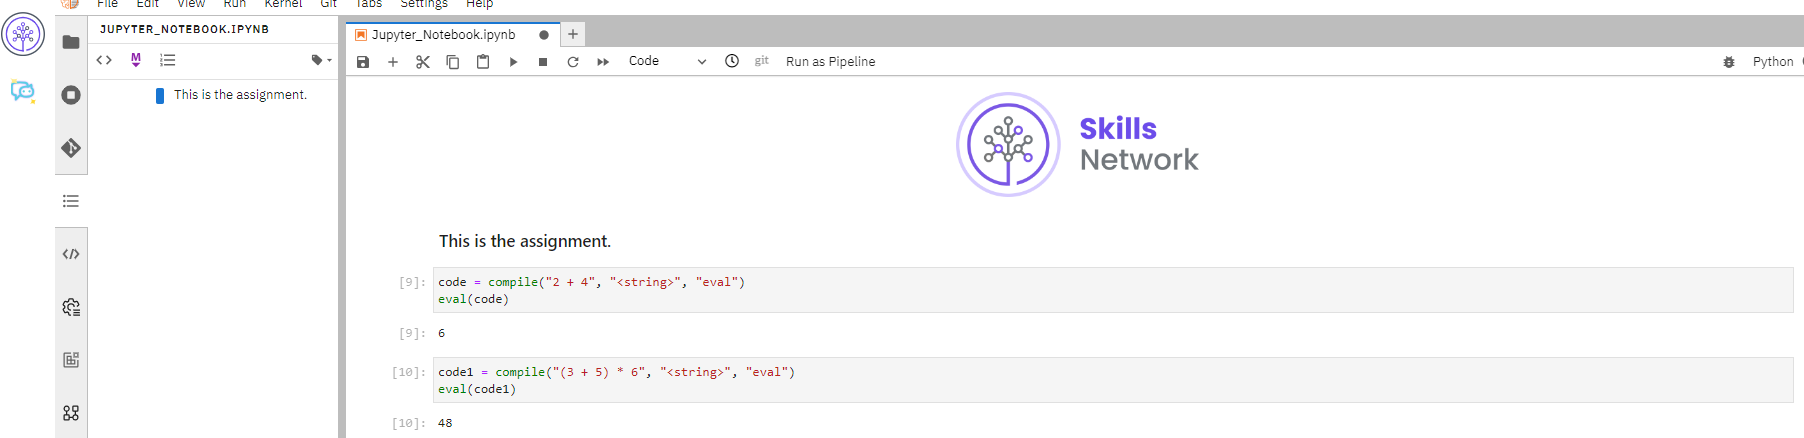 File Edit View Run Kernel Git Tabs Settings Help
JUPYTER_NOTEBOOK.IPYNB
This is the assignment.
Jupyter_Notebook.ipynb
Code git Run as Pipeline Python
Skills
Network
This is the assignment.
[9]: code = compile("2 + 4", "<string>", "eval")
eval(code)
[9]: 6
[10]: code1 = compile("(3 + 5) * 6", "<string>", "eval")
eval(code1)
[10]: 48